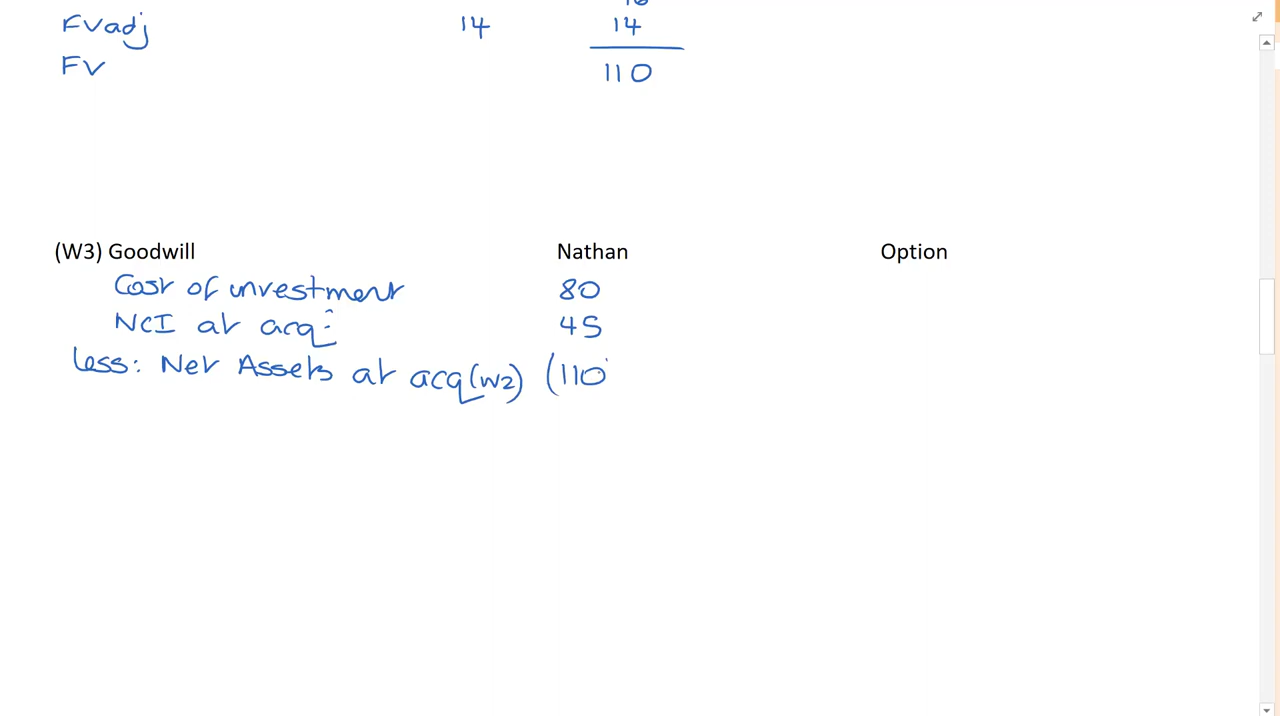 FVadj 14 14
FV 110
(W3) Goodwill Nathan Option
Cost of investment 80
NCI at acq: 45
Less: Net Assets at acq(W2) (110